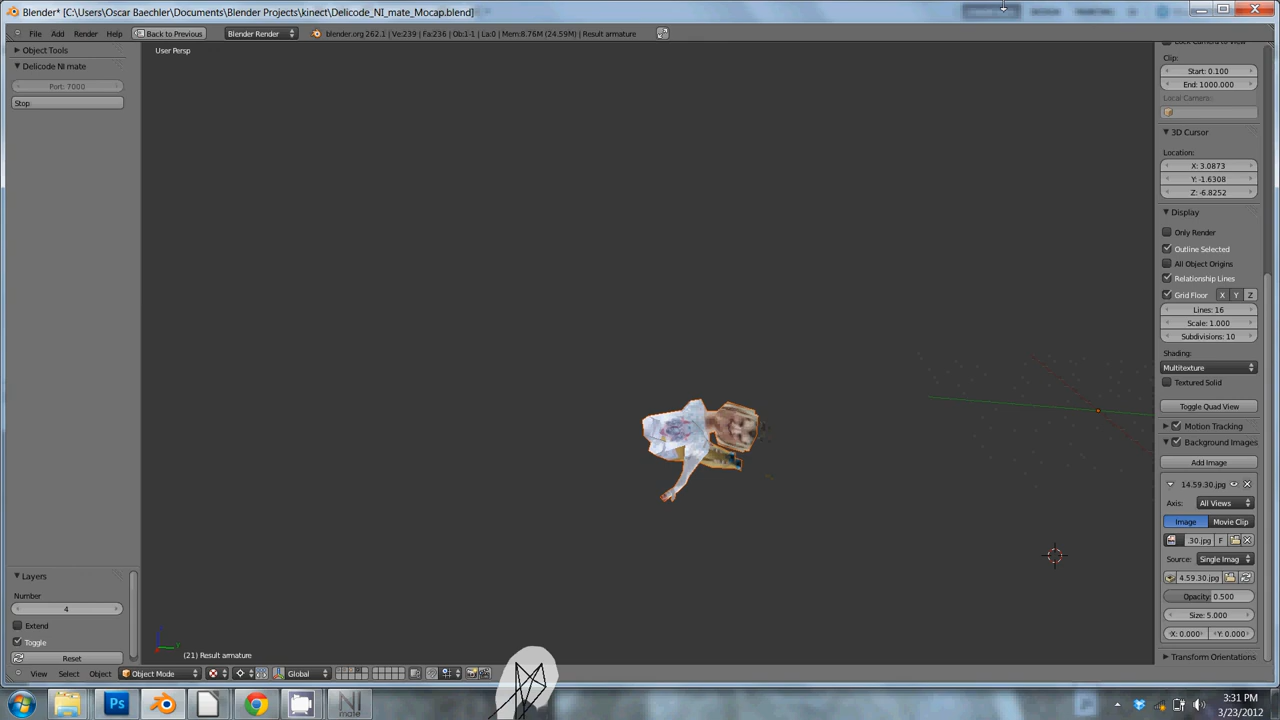 Blender* [C:\Users\Oscar Baechler\Documents\Blender Projects\kinect\Delicode_NI_mate_Mocap.blend]
File Add Render Help Back to Previous Blender Render blender.org 262.1 | Ve:239 | Fa:236 | Ob:1-1 | La:0 | Mem:8.76M (24.59M) | Result armature
Object Tools
Delicode NI mate
Port: 7000
Stop
User Persp
Lock Camera to View
Clip:
Start: 0.100
End: 1000.000
Local Camera:
3D Cursor
Location:
X: 3.0873
Y: -1.6308
Z: -6.8252
Display
Only Render
Outline Selected
All Object Origins
Relationship Lines
Grid Floor X Y Z
Lines: 16
Scale: 1.000
Subdivisions: 10
Shading:
Multitexture
Textured Solid
Toggle Quad View
Motion Tracking
Background Images
Add Image
14.59.30.jpg
Axis: All Views
Image Movie Clip
.30.jpg F
Source: Single Imag
4.59.30.jpg
Opacity: 0.500
Size: 5.000
X: 0.000 Y: 0.000
Transform Orientations
Layers
Number
4
Extend
Toggle
Reset
(21) Result armature
View Select Object Object Mode Global
Ps
NI
mate
3:31 PM
3/23/2012